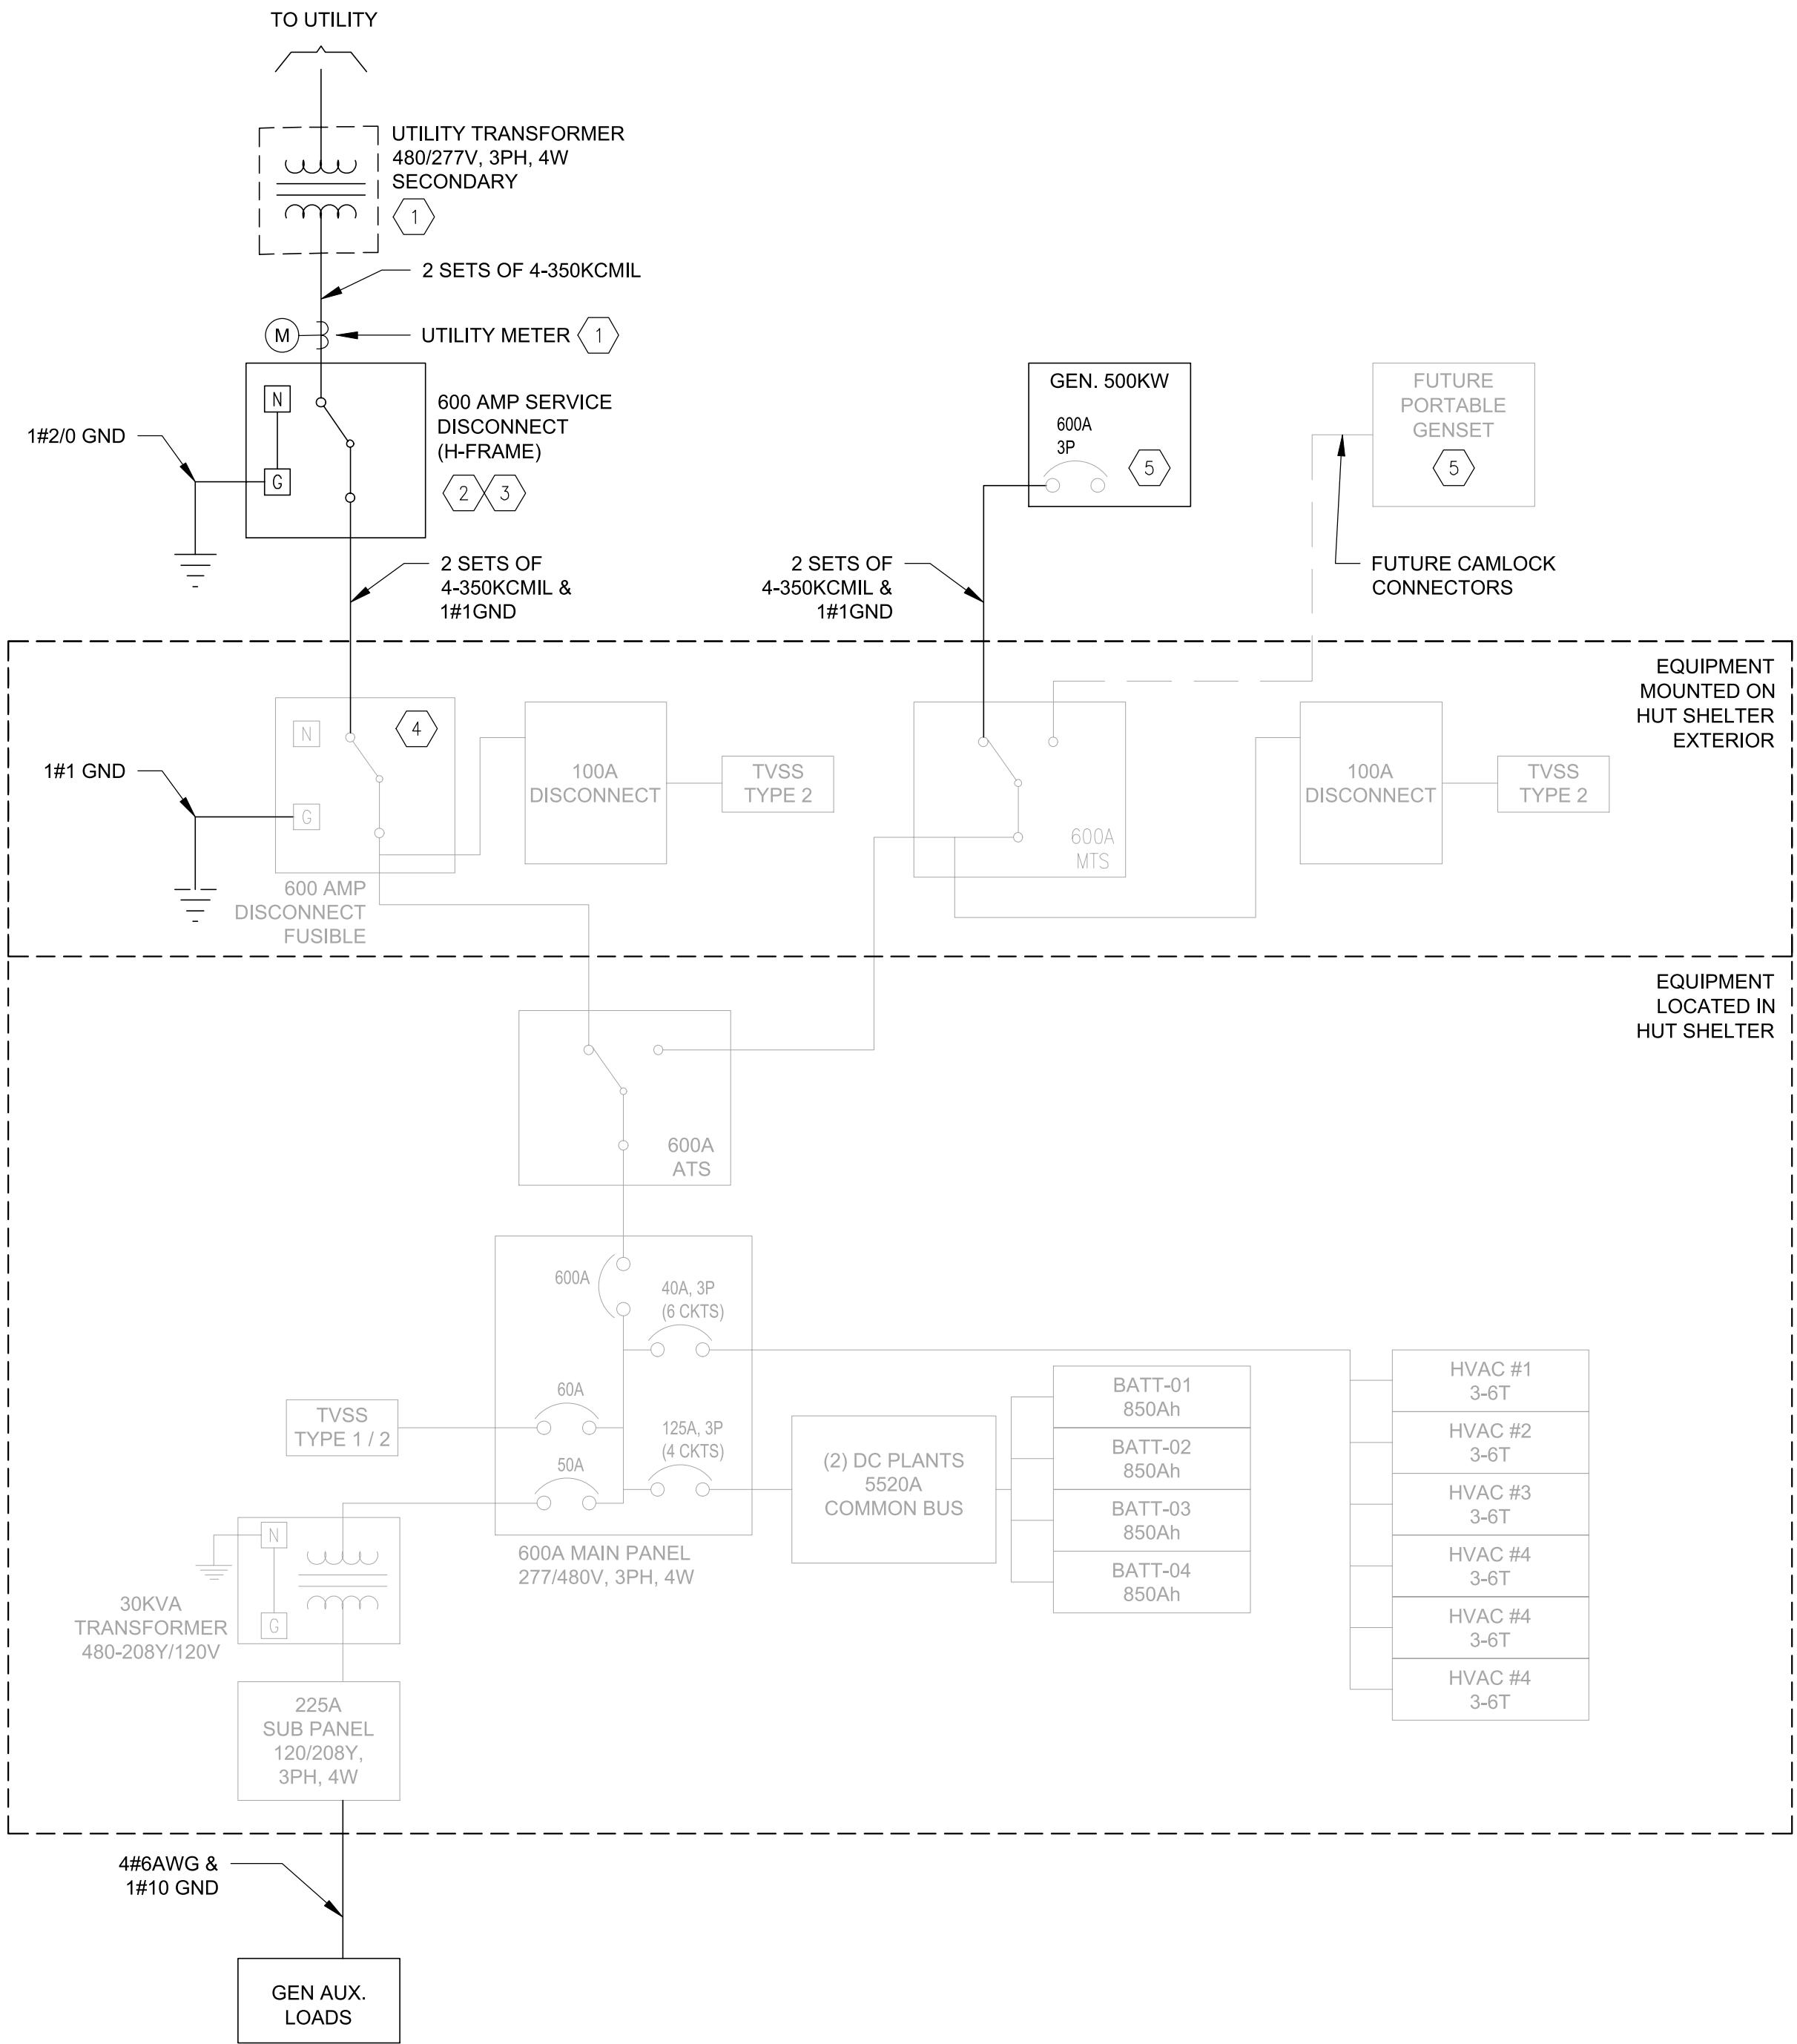 TO UTILITY
UTILITY TRANSFORMER
480/277V, 3PH, 4W
SECONDARY
1
2 SETS OF 4-350KCMIL
M
UTILITY METER
1
N
G
1#2/0 GND
600 AMP SERVICE
DISCONNECT
(H-FRAME)
2
3
GEN. 500KW
600A
3P
5
FUTURE
PORTABLE
GENSET
5
2 SETS OF
4-350KCMIL &
1#1GND
2 SETS OF
4-350KCMIL &
1#1GND
FUTURE CAMLOCK
CONNECTORS
EQUIPMENT
MOUNTED ON
HUT SHELTER
EXTERIOR
N
4
G
1#1 GND
600 AMP
DISCONNECT
FUSIBLE
100A
DISCONNECT
TVSS
TYPE 2
600A
MTS
100A
DISCONNECT
TVSS
TYPE 2
EQUIPMENT
LOCATED IN
HUT SHELTER
600A
ATS
600A
40A, 3P
(6 CKTS)
60A
125A, 3P
(4 CKTS)
50A
TVSS
TYPE 1 / 2
600A MAIN PANEL
277/480V, 3PH, 4W
(2) DC PLANTS
5520A
COMMON BUS
BATT-01
850Ah
BATT-02
850Ah
BATT-03
850Ah
BATT-04
850Ah
HVAC #1
3-6T
HVAC #2
3-6T
HVAC #3
3-6T
HVAC #4
3-6T
HVAC #4
3-6T
HVAC #4
3-6T
N
G
30KVA
TRANSFORMER
480-208Y/120V
225A
SUB PANEL
120/208Y,
3PH, 4W
4#6AWG &
1#10 GND
GEN AUX.
LOADS